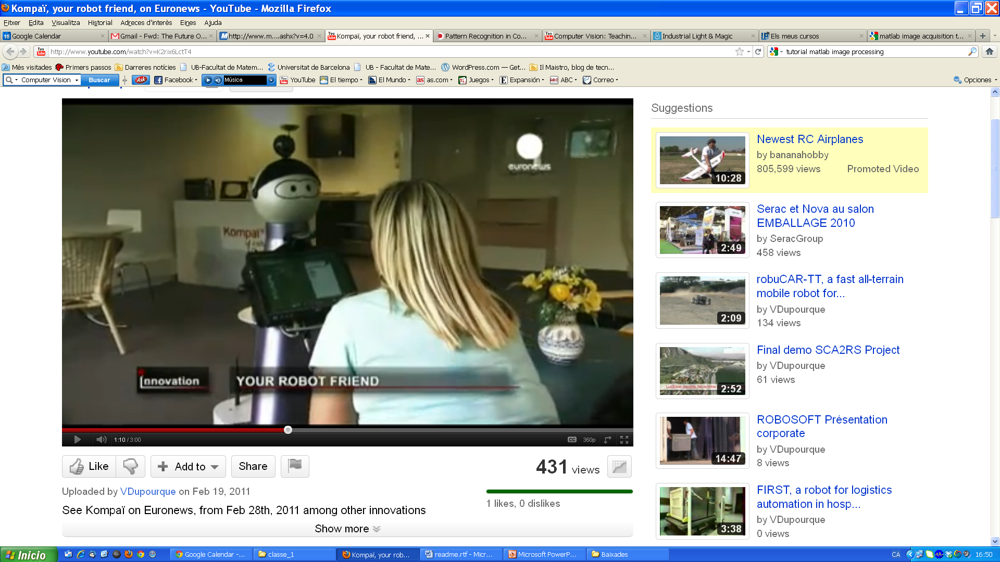 Kompaï, your robot friend, on Euronews - YouTube - Mozilla Firefox
Eitxer Edita Visualitza Historial Adreces d'interès Eines Ajuda
Google Calendar Gmail - Fwd: The Future O... http://www.m....ashx?v=4.0 Kompaï, your robot friend, ... Pattern Recognition in Co... Computer Vision: Teachin... Industrial Light & Magic Els meus cursos matlab image acquisition t...
http://www.youtube.com/watch?v=K2rix6LctT4 tutorial matlab image processing
Més visitades Primers passos Darreres notícies UB-Facultat de Matem... Universitat de Barcelona UB - Facultat de Mate... WordPress.com — Get... Il Maistro, blog de tecn...
Computer Vision Buscar Ask Facebook Música YouTube El tiempo El Mundo as.com Juegos Expansión ABC Correo Opciones
euronews
Kompaï
innovation YOUR ROBOT FRIEND
1:10 / 3:00 CC 360p
Like Add to Share 431 views
Uploaded by VDupourque on Feb 19, 2011
1 likes, 0 dislikes
See Kompaï on Euronews, from Feb 28th, 2011 among other innovations
Show more
Suggestions
Newest RC Airplanes
by bananahobby
805,599 views Promoted Video
10:28
Serac et Nova au salon
EMBALLAGE 2010
by SeracGroup
458 views
2:49
robuCAR-TT, a fast all-terrain
mobile robot for...
by VDupourque
134 views
2:09
Final demo SCA2RS Project
by VDupourque
61 views
2:52
ROBOSOFT Présentation
corporate
by VDupourque
8 views
14:47
FIRST, a robot for logistics
automation in hosp...
by VDupourque
0 views
3:38
Inicio Google Calendar -... classe_1 Kompaï, your rob... readme.rtf - Micr... Microsoft PowerP... Baixades CA 16:50